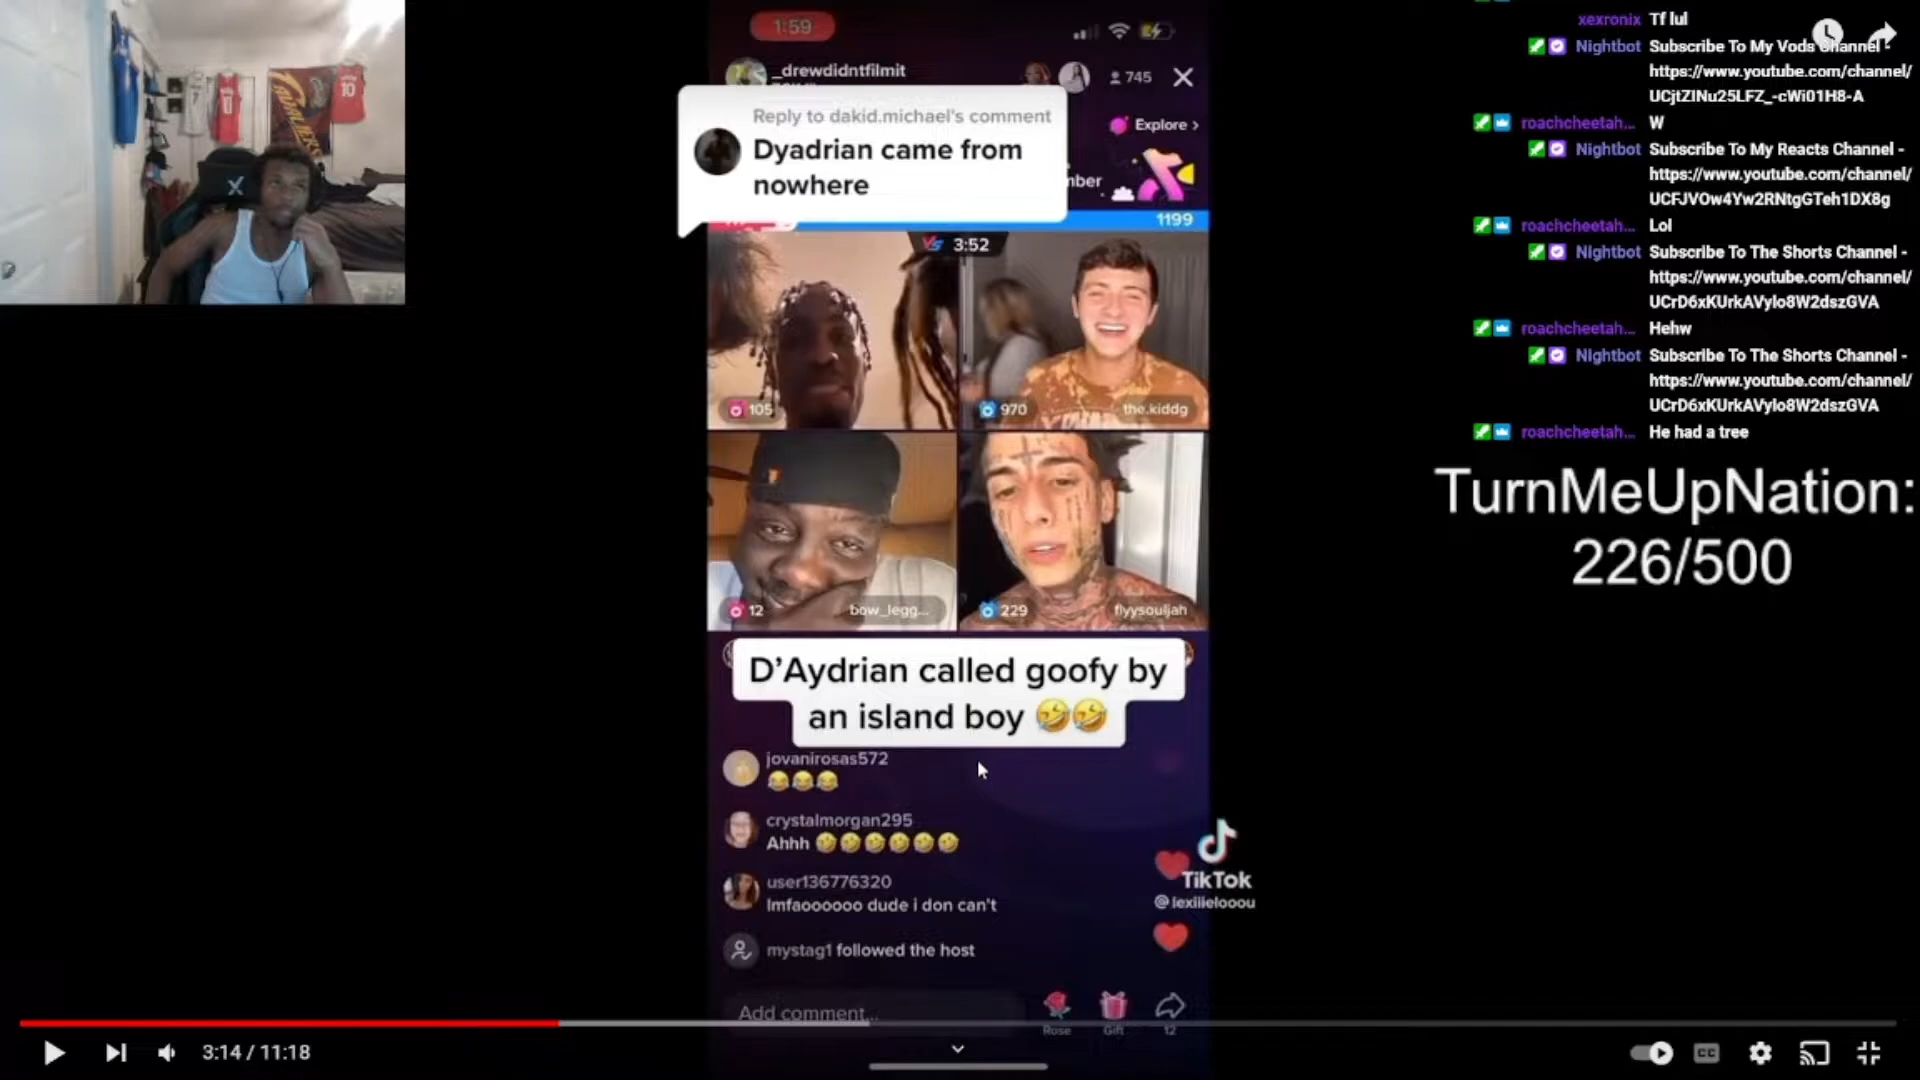 1:59
_drewdidntfilmit
745
Reply to dakid.michael's comment
Dyadrian came from
nowhere
Explore >
1199
VS 3:52
105
970
the.kiddg
12
bow_legg...
229
flyysouljah
D'Aydrian called goofy by
an island boy 🤣🤣
jovanirosas572
😂😂😂
crystalmorgan295
Ahhh 🤣🤣🤣🤣🤣🤣
user136776320
lmfaoooooo dude i don can't
mystag1 followed the host
TikTok
@lexiiielooou
Add comment...
Rose
Gift
12
3:14 / 11:18
CC
xexronix Tf lul
Nightbot Subscribe To My Vods Channel -
https://www.youtube.com/channel/
UCjtZINu25LFZ_-cWi01H8-A
roachcheetah... W
Nightbot Subscribe To My Reacts Channel -
https://www.youtube.com/channel/
UCFJVOw4Yw2RNtgGTeh1DX8g
roachcheetah... Lol
Nightbot Subscribe To The Shorts Channel -
https://www.youtube.com/channel/
UCrD6xKUrkAVylo8W2dszGVA
roachcheetah... Hehw
Nightbot Subscribe To The Shorts Channel -
https://www.youtube.com/channel/
UCrD6xKUrkAVylo8W2dszGVA
roachcheetah... He had a tree
TurnMeUpNation:
226/500